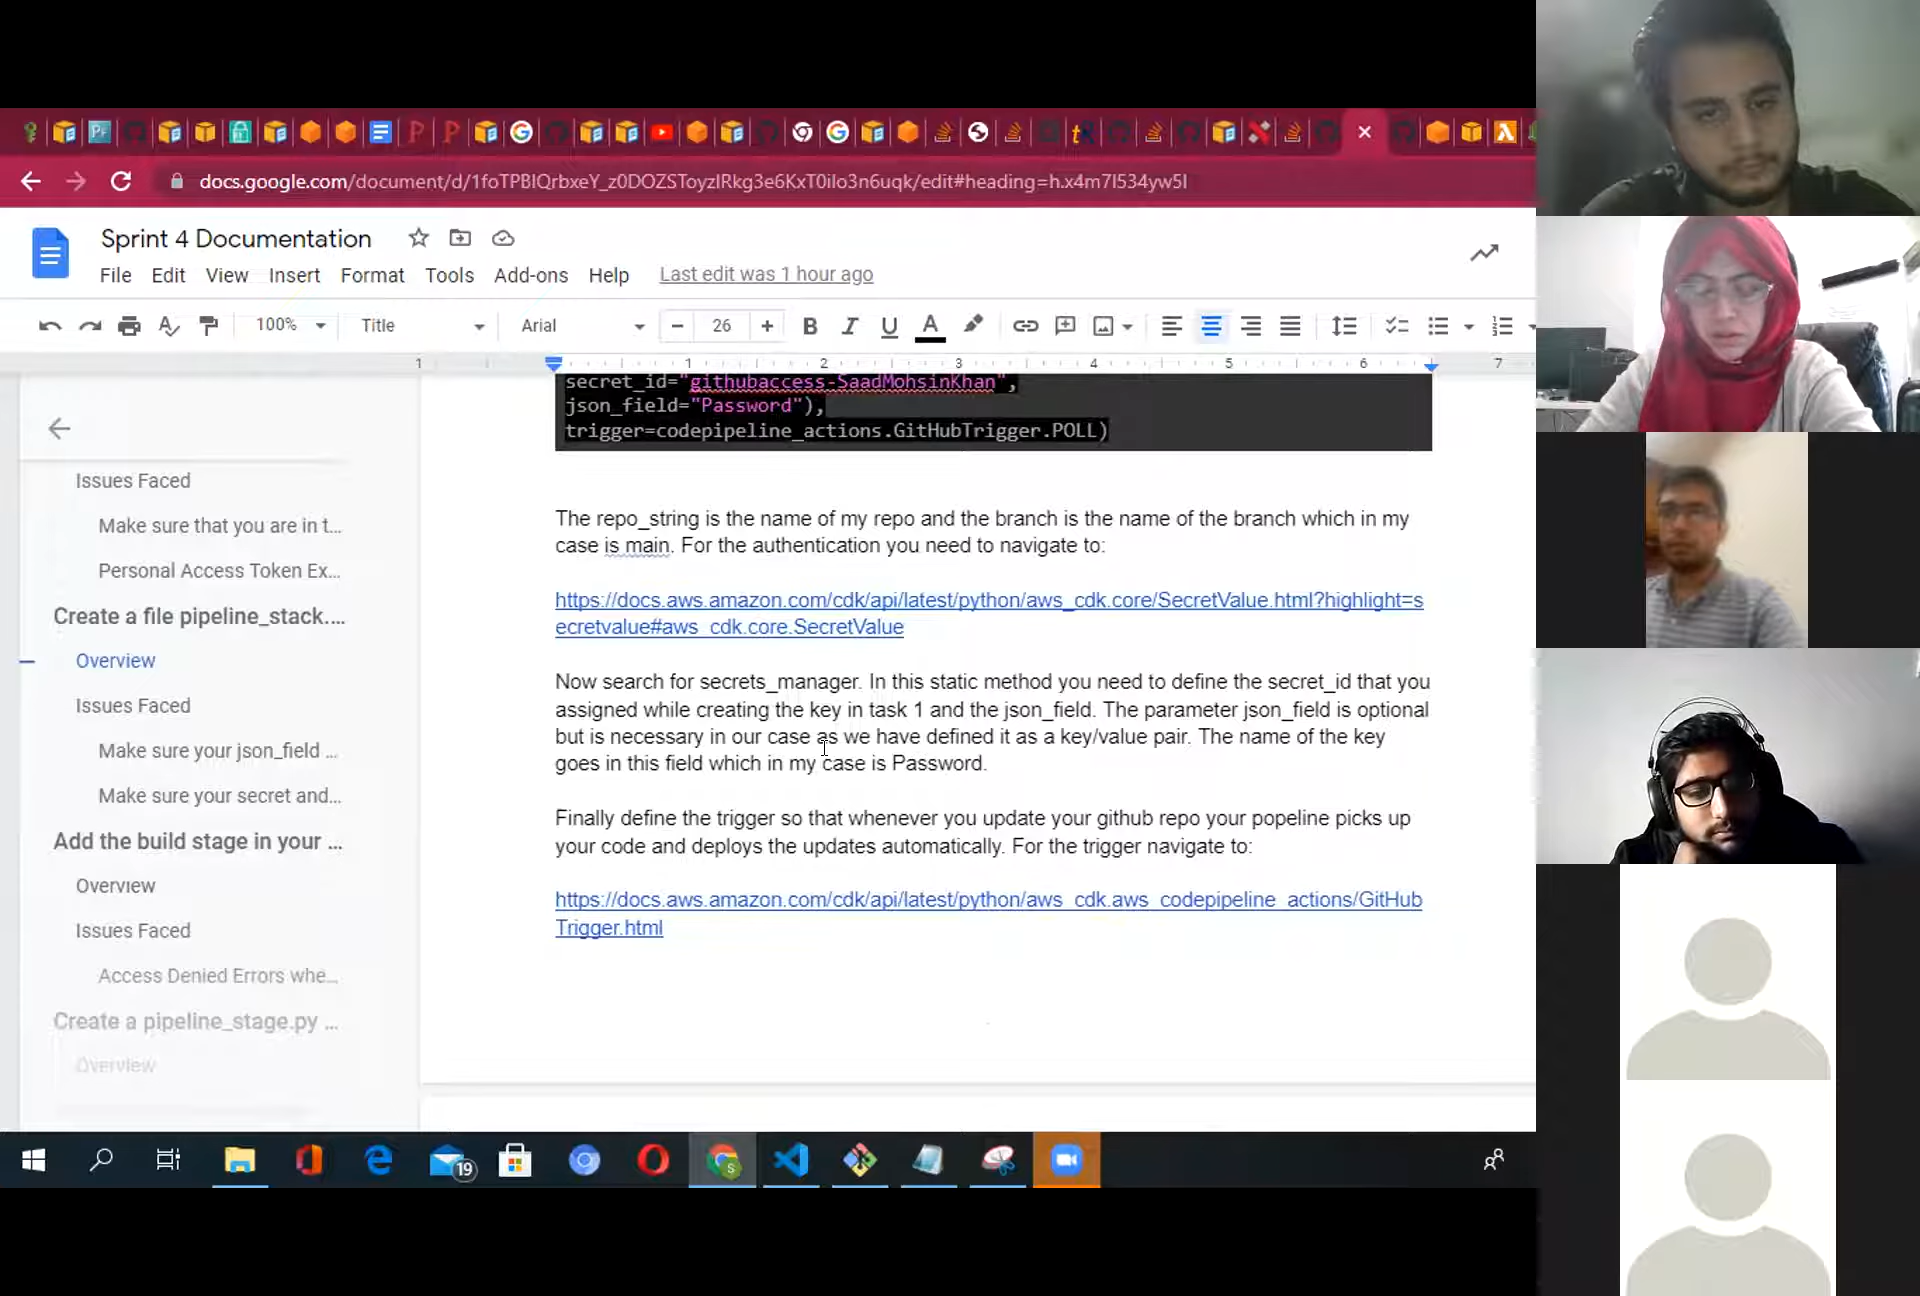 docs.google.com/document/d/1foTPBIQrbxeY_z0DOZSToyzIRkg3e6KxT0ilo3n6uqk/edit#heading=h.x4m7l534yw5l
Sprint 4 Documentation
File Edit View Insert Format Tools Add-ons Help Last edit was 1 hour ago
100% Title Arial 26
1 1 2 3 4 5 6 7
secret_id="githubaccess-SaadMohsinKhan",
json_field="Password"),
trigger=codepipeline_actions.GitHubTrigger.POLL)
Issues Faced
Make sure that you are in t...
Personal Access Token Ex...
Create a file pipeline_stack....
Overview
Issues Faced
Make sure your json_field ...
Make sure your secret and...
Add the build stage in your ...
Overview
Issues Faced
Access Denied Errors whe...
Create a pipeline_stage.py ...
Overview
The repo_string is the name of my repo and the branch is the name of the branch which in my
case is main. For the authentication you need to navigate to:
https://docs.aws.amazon.com/cdk/api/latest/python/aws_cdk.core/SecretValue.html?highlight=s
ecretvalue#aws_cdk.core.SecretValue
Now search for secrets_manager. In this static method you need to define the secret_id that you
assigned while creating the key in task 1 and the json_field. The parameter json_field is optional
but is necessary in our case as we have defined it as a key/value pair. The name of the key
goes in this field which in my case is Password.
Finally define the trigger so that whenever you update your github repo your popeline picks up
your code and deploys the updates automatically. For the trigger navigate to:
https://docs.aws.amazon.com/cdk/api/latest/python/aws_cdk.aws_codepipeline_actions/GitHub
Trigger.html
19